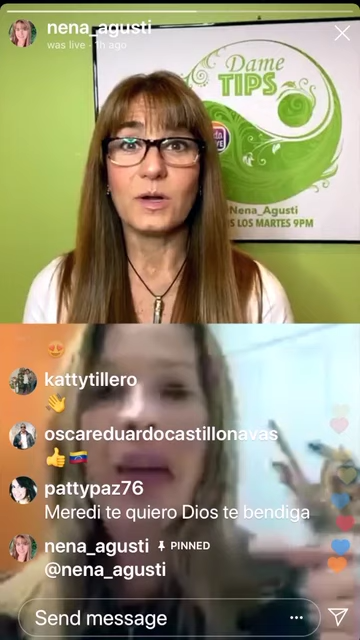 nena_agusti
was live · 1h ago
Dame
TIPS
Nena_Agusti
LOS MARTES 9PM
kattytillero
oscareduardocastillonavas
pattypaz76
Meredi te quiero Dios te bendiga
nena_agusti PINNED
@nena_agusti
Send message